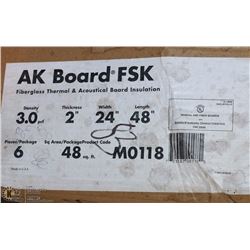 AK Board® FSK
Fiberglass Thermal & Acoustical Board Insulation
Density Thickness Width Length
3.0 pcf 2" 24" 48"
Pieces/Package Sq Area/Package Product Code
6 48 sq. ft. M0118